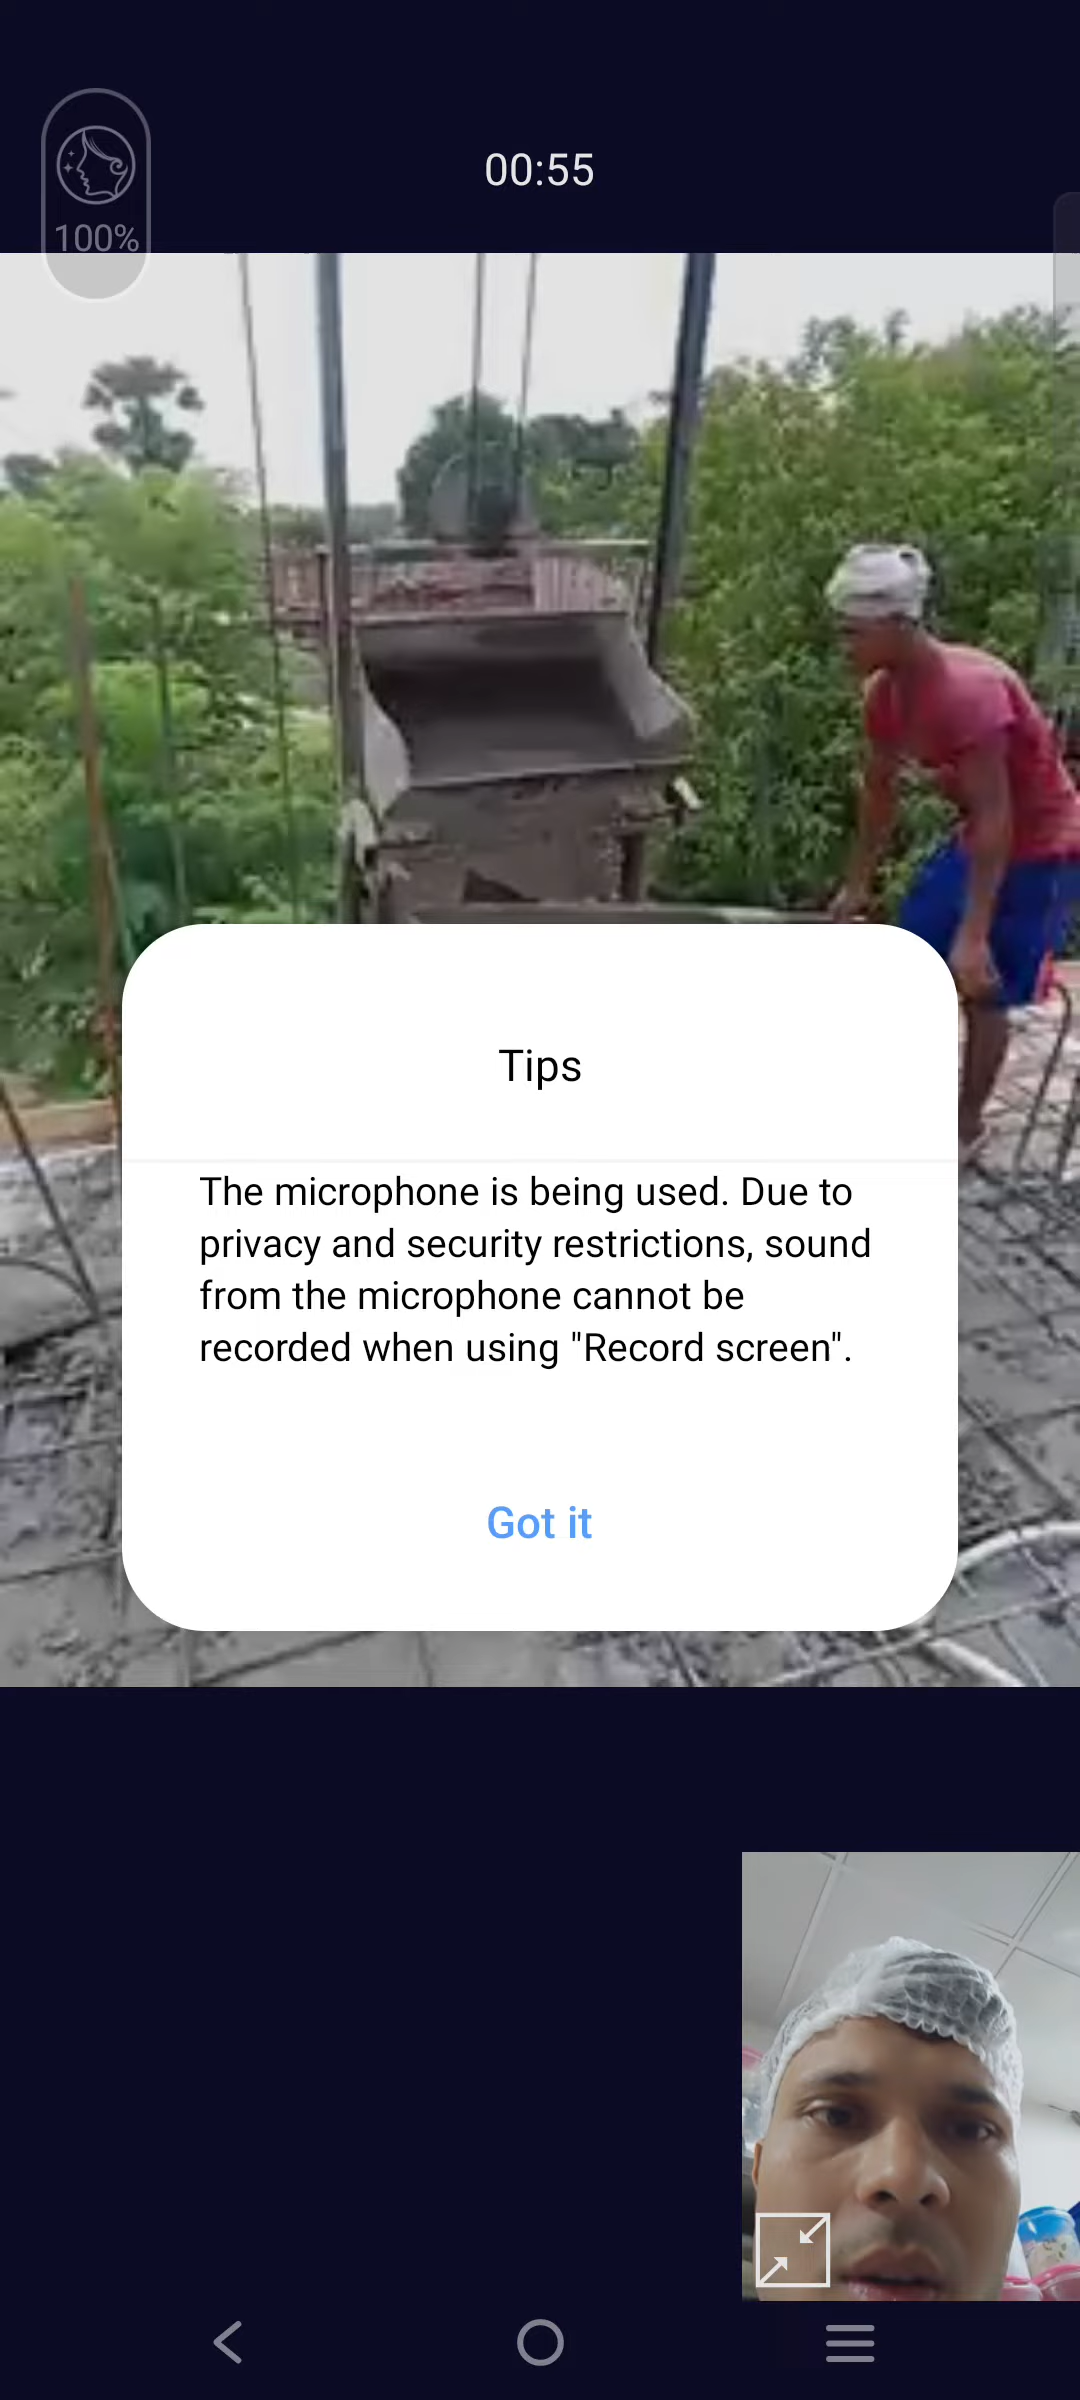 00:55
100%
Tips
The microphone is being used. Due to
privacy and security restrictions, sound
from the microphone cannot be
recorded when using "Record screen".
Got it